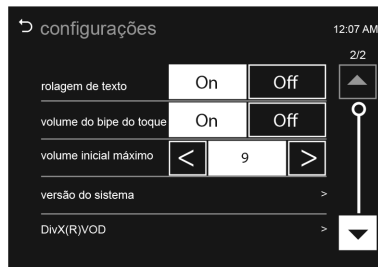 configurações 12:07 AM
2/2
rolagem de texto On Off
volume do bipe do toque On Off
volume inicial máximo < 9 >
versão do sistema >
DivX(R)VOD >